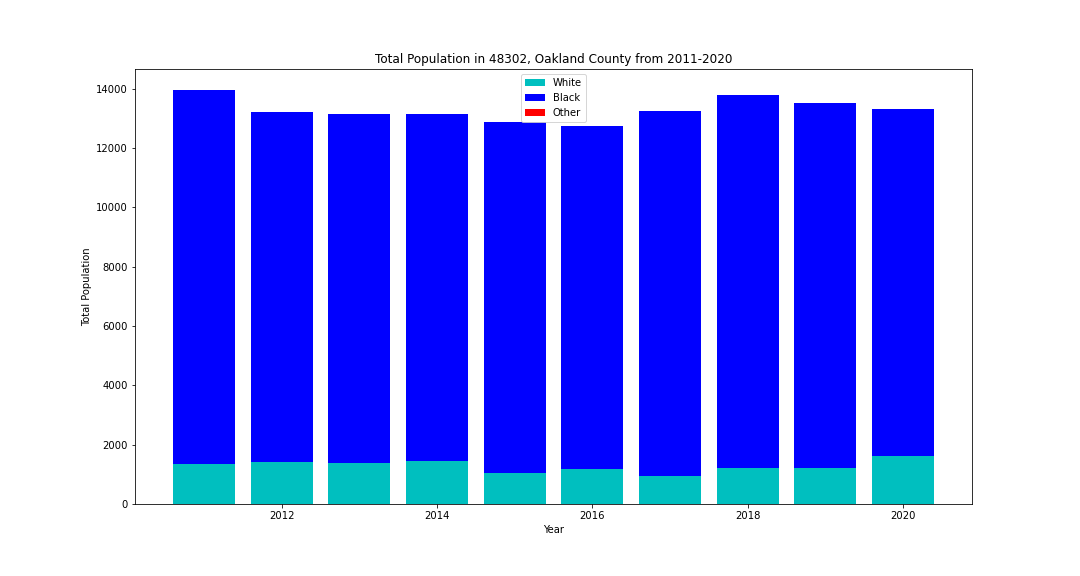 Total Population in 48302, Oakland County from 2011-2020
White
Black
Other
14000
12000
10000
8000
6000
4000
2000
0
Total Population
2012
2014
2016
2018
2020
Year